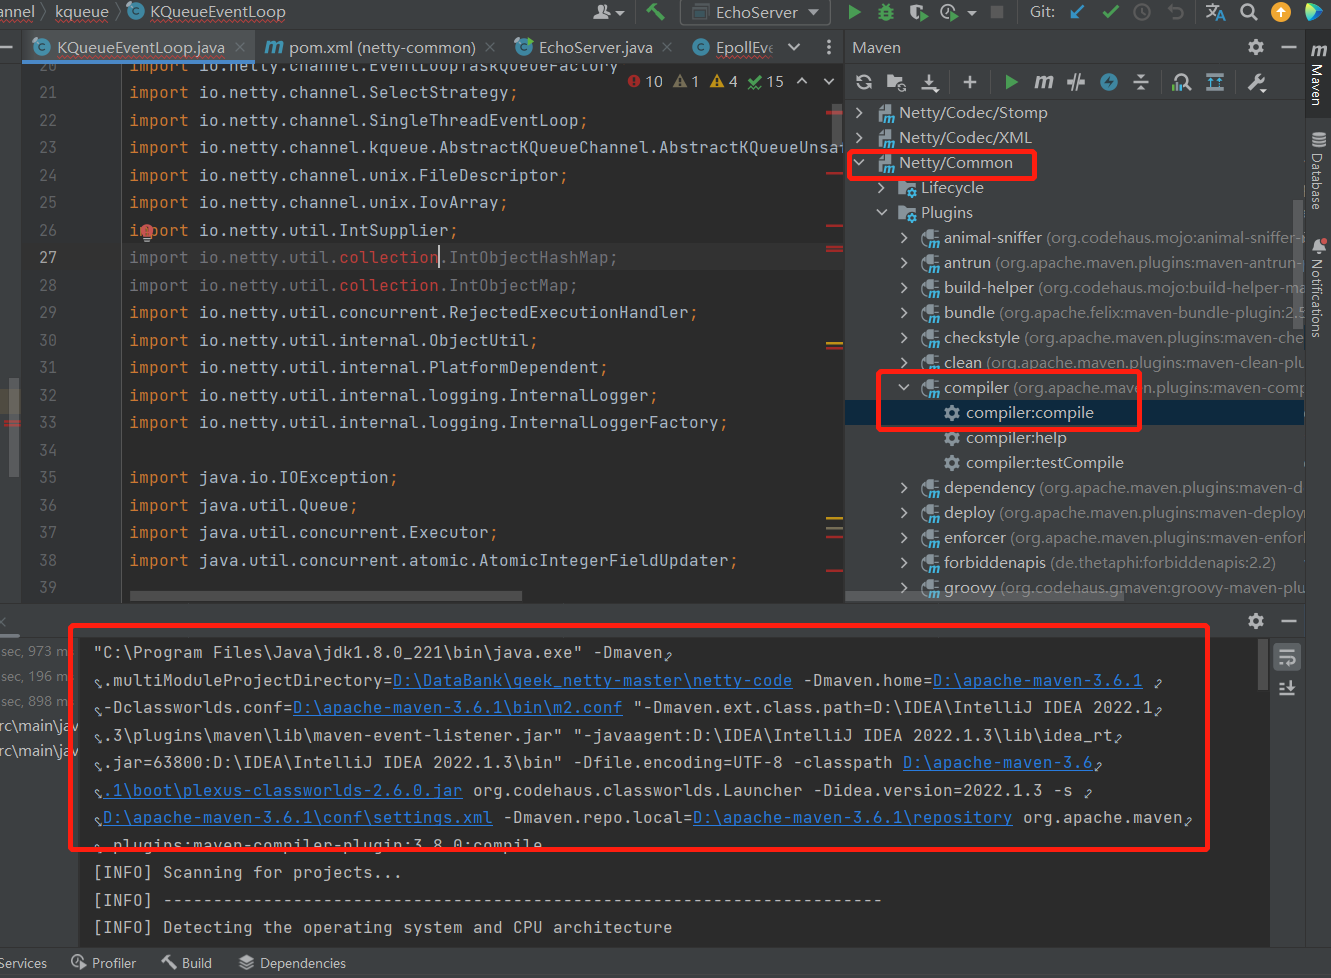 kqueue
KQueueEventLoop
EchoServer
Git:
KQueueEventLoop.java
pom.xml (netty-common)
EchoServer.java
Maven
20
import io.netty.channel.EventLoopTaskQueueFactory
10
1
4
15
21
import io.netty.channel.SelectStrategy;
22
import io.netty.channel.SingleThreadEventLoop;
23
import io.netty.channel.kqueue.AbstractKQueueChannel.AbstractKQueueUnsa
24
import io.netty.channel.unix.FileDescriptor;
25
import io.netty.channel.unix.IovArray;
26
import io.netty.util.IntSupplier;
27
import io.netty.util.collection.IntObjectHashMap;
28
import io.netty.util.collection.IntObjectMap;
29
import io.netty.util.concurrent.RejectedExecutionHandler;
30
import io.netty.util.internal.ObjectUtil;
31
import io.netty.util.internal.PlatformDependent;
32
import io.netty.util.internal.logging.InternalLogger;
33
import io.netty.util.internal.logging.InternalLoggerFactory;
34
35
import java.io.IOException;
36
import java.util.Queue;
37
import java.util.concurrent.Executor;
38
import java.util.concurrent.atomic.AtomicIntegerFieldUpdater;
39
Netty/Codec/Stomp
Netty/Codec/XML
Netty/Common
Lifecycle
Plugins
animal-sniffer (org.codehaus.mojo:animal-sniffer-
antrun (org.apache.maven.plugins:maven-antrun-
build-helper (org.codehaus.mojo:build-helper-ma
bundle (org.apache.felix:maven-bundle-plugin:2.5
checkstyle (org.apache.maven.plugins:maven-che
clean (org.apache.maven.plugins:maven-clean-plu
compiler (org.apache.maven.plugins:maven-comp
compiler:compile
compiler:help
compiler:testCompile
dependency (org.apache.maven.plugins:maven-d
deploy (org.apache.maven.plugins:maven-deploy
enforcer (org.apache.maven.plugins:maven-enfor
forbiddenapis (de.thetaphi:forbiddenapis:2.2)
groovy (org.codehaus.gmaven:groovy-maven-plu
Maven
Database
Notifications
sec, 973 m
sec, 196 m
sec, 898 m
rc\main\jav
rc\main\jav
"C:\Program Files\Java\jdk1.8.0_221\bin\java.exe" -Dmaven
.multiModuleProjectDirectory=D:\DataBank\geek_netty-master\netty-code -Dmaven.home=D:\apache-maven-3.6.1
-Dclassworlds.conf=D:\apache-maven-3.6.1\bin\m2.conf "-Dmaven.ext.class.path=D:\IDEA\IntelliJ IDEA 2022.1
.3\plugins\maven\lib\maven-event-listener.jar" "-javaagent:D:\IDEA\IntelliJ IDEA 2022.1.3\lib\idea_rt
.jar=63800:D:\IDEA\IntelliJ IDEA 2022.1.3\bin" -Dfile.encoding=UTF-8 -classpath D:\apache-maven-3.6
.1\boot\plexus-classworlds-2.6.0.jar org.codehaus.classworlds.Launcher -Didea.version=2022.1.3 -s
D:\apache-maven-3.6.1\conf\settings.xml -Dmaven.repo.local=D:\apache-maven-3.6.1\repository org.apache.maven
.plugins:maven-compiler-plugin:3.8.0:compile
[INFO] Scanning for projects...
[INFO] ------------------------------------------------------------------------
[INFO] Detecting the operating system and CPU architecture
Services
Profiler
Build
Dependencies